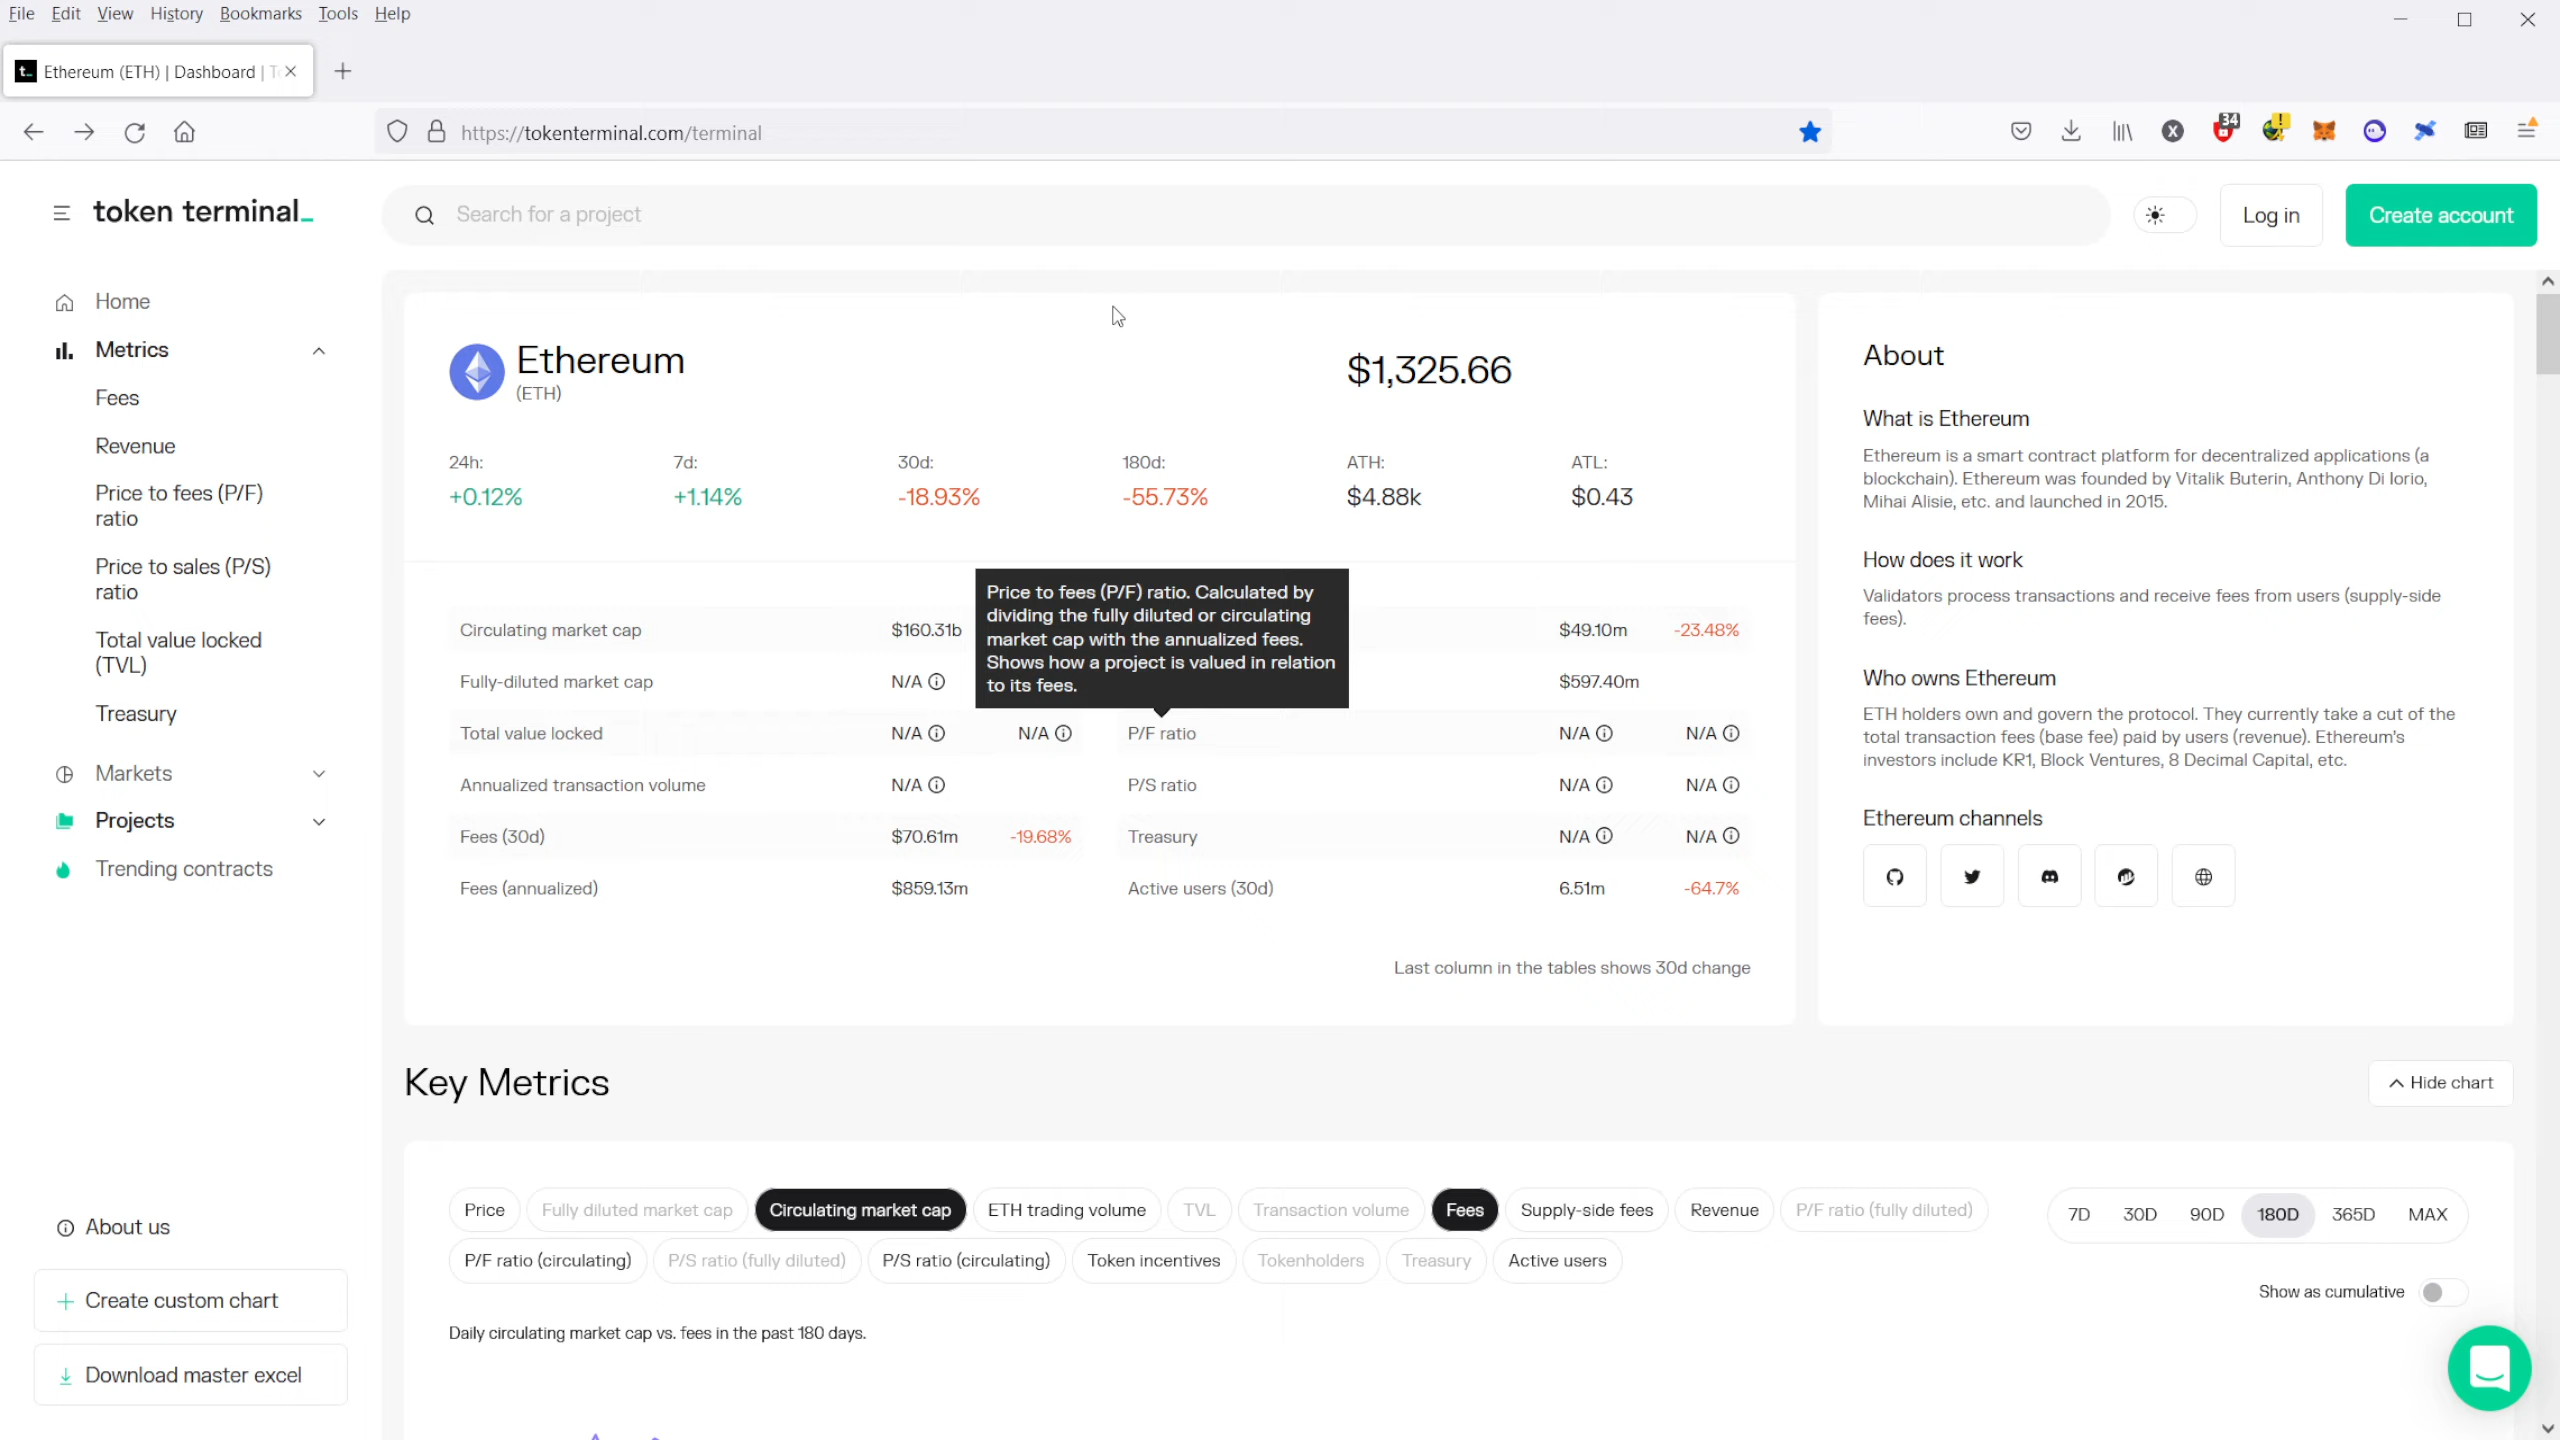 File Edit View History Bookmarks Tools Help
t_ Ethereum (ETH) | Dashboard |
https://tokenterminal.com/terminal
34
token terminal_
Search for a project
Log in
Create account
Home
Metrics
Fees
Revenue
Price to fees (P/F)
ratio
Price to sales (P/S)
ratio
Total value locked
(TVL)
Treasury
Markets
Projects
Trending contracts
About us
Create custom chart
Download master excel
Ethereum
(ETH)
$1,325.66
24h: 7d: 30d: 180d: ATH: ATL:
+0.12% +1.14% -18.93% -55.73% $4.88k $0.43
Price to fees (P/F) ratio. Calculated by
dividing the fully diluted or circulating
market cap with the annualized fees.
Shows how a project is valued in relation
to its fees.
Circulating market cap $160.31b $49.10m -23.48%
Fully-diluted market cap N/A $597.40m
Total value locked N/A N/A P/F ratio N/A N/A
Annualized transaction volume N/A P/S ratio N/A N/A
Fees (30d) $70.61m -19.68% Treasury N/A N/A
Fees (annualized) $859.13m Active users (30d) 6.51m -64.7%
Last column in the tables shows 30d change
About
What is Ethereum
Ethereum is a smart contract platform for decentralized applications (a
blockchain). Ethereum was founded by Vitalik Buterin, Anthony Di Iorio,
Mihai Alisie, etc. and launched in 2015.
How does it work
Validators process transactions and receive fees from users (supply-side
fees).
Who owns Ethereum
ETH holders own and govern the protocol. They currently take a cut of the
total transaction fees (base fee) paid by users (revenue). Ethereum's
investors include KR1, Block Ventures, 8 Decimal Capital, etc.
Ethereum channels
Key Metrics
Hide chart
Price Fully diluted market cap Circulating market cap ETH trading volume TVL Transaction volume Fees Supply-side fees Revenue P/F ratio (fully diluted)
P/F ratio (circulating) P/S ratio (fully diluted) P/S ratio (circulating) Token incentives Tokenholders Treasury Active users
7D 30D 90D 180D 365D MAX
Show as cumulative
Daily circulating market cap vs. fees in the past 180 days.